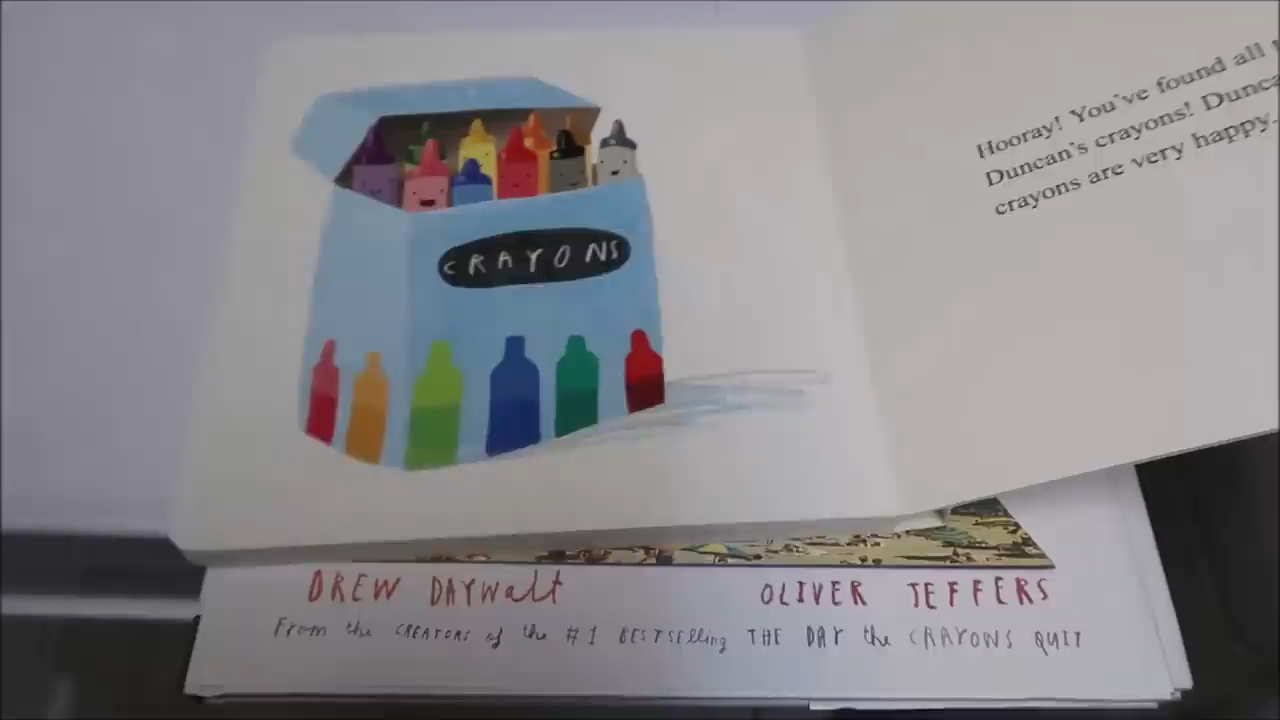 CRAYONS
Hooray! You've found all
Duncan's crayons!
crayons are very happy.
DREW DAYWalt
OLIVER JEFFERS
From the CREATORS of the #1 BESTSElling THE DAY the CRAYONS QUIT